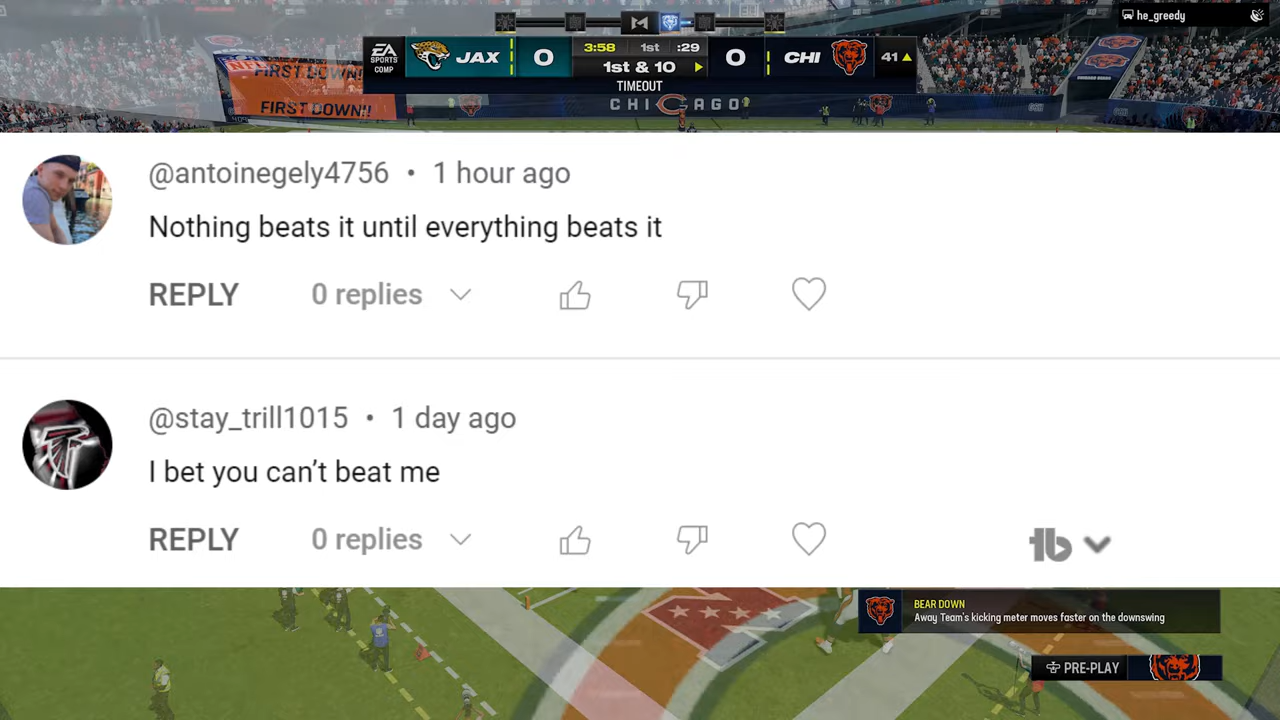 he_greedy
EA SPORTS COMP JAX 0 3:58 1st :29 0 CHI 41
1st & 10
TIMEOUT
FIRST DOWN!!
FIRST DOWN!!
CHICAGO
@antoinegely4756 • 1 hour ago
Nothing beats it until everything beats it
REPLY 0 replies
@stay_trill1015 • 1 day ago
I bet you can’t beat me
REPLY 0 replies
tb
BEAR DOWN
Away Team's kicking meter moves faster on the downswing
PRE-PLAY